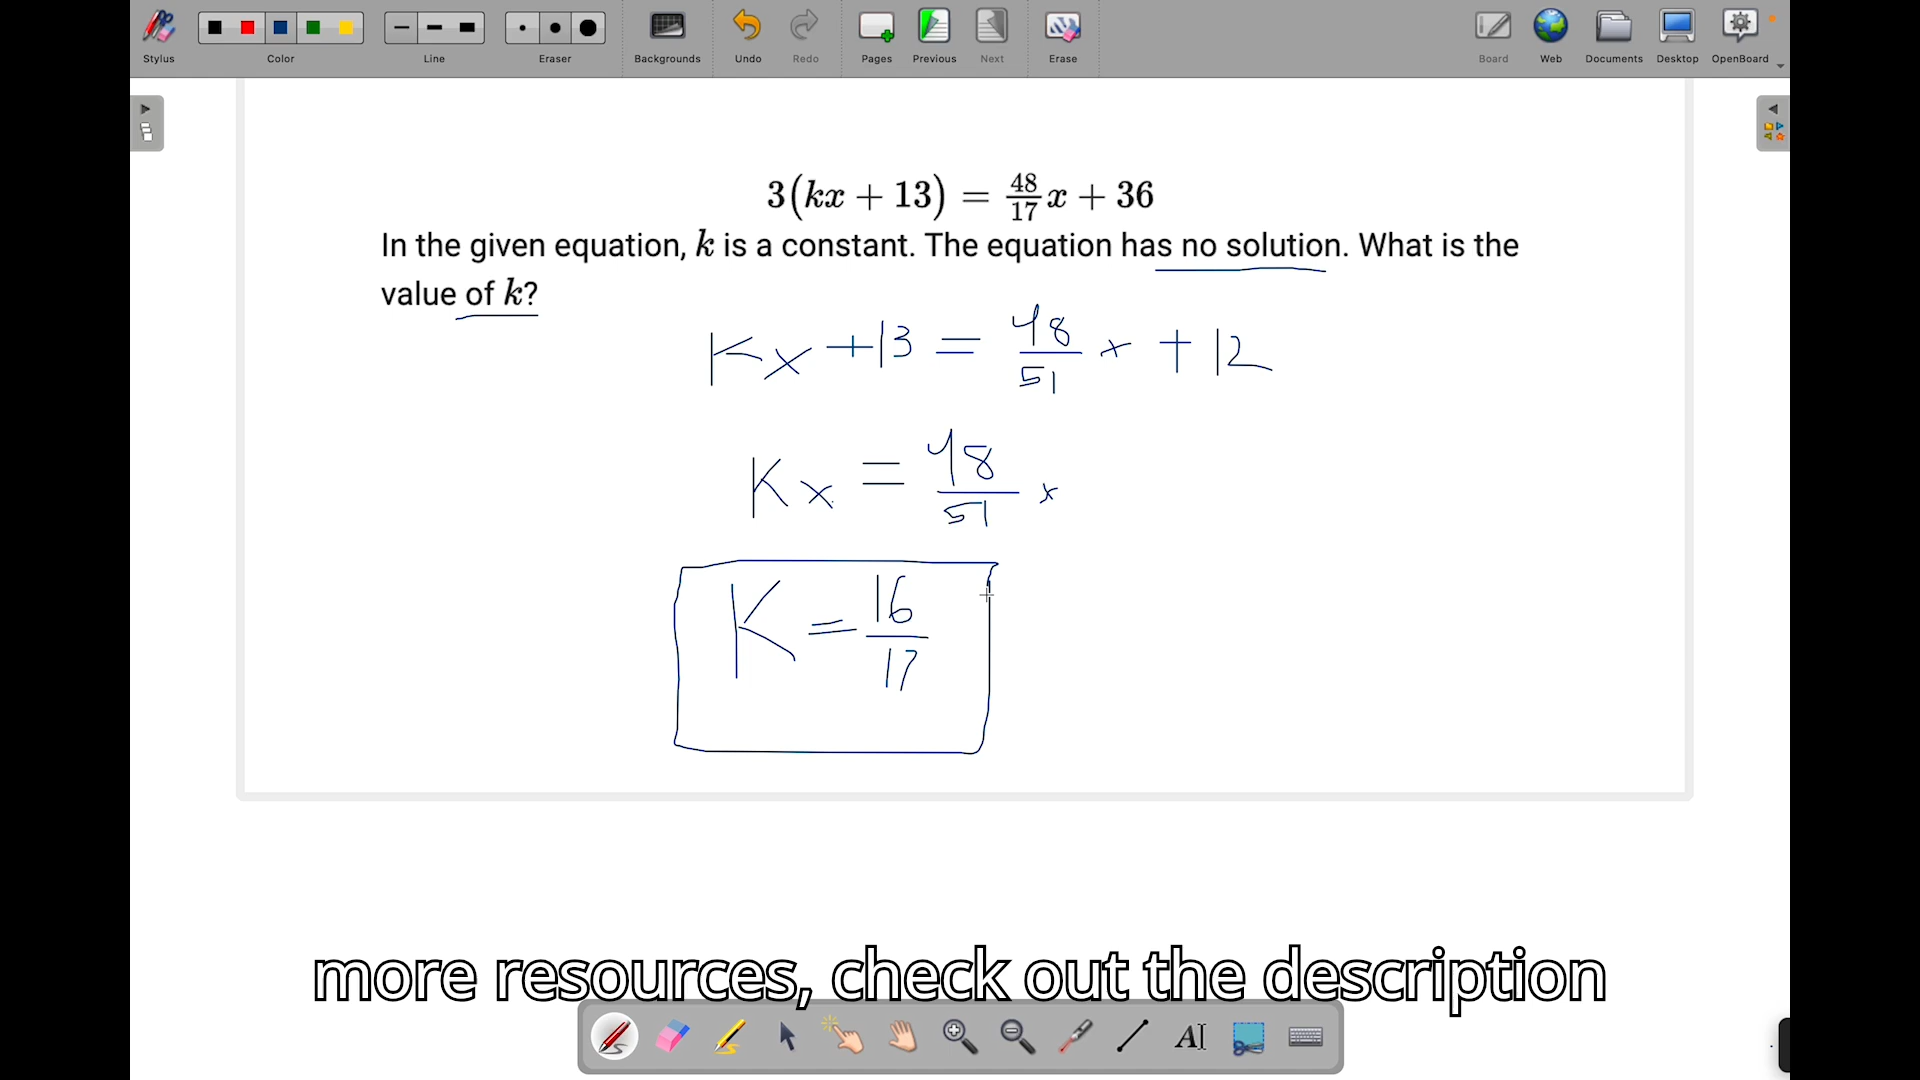 Stylus
Color
Line
Eraser
Backgrounds
Undo
Redo
Pages
Previous
Next
Erase
Board
Web
Documents
Desktop
OpenBoard
3(kx + 13) = 48/17 x + 36
In the given equation, k is a constant. The equation has no solution. What is the
value of k?
Kx + 13 = 48/51 x + 12
Kx = 48/51 x
K = 16/17
more resources, check out the description
AI